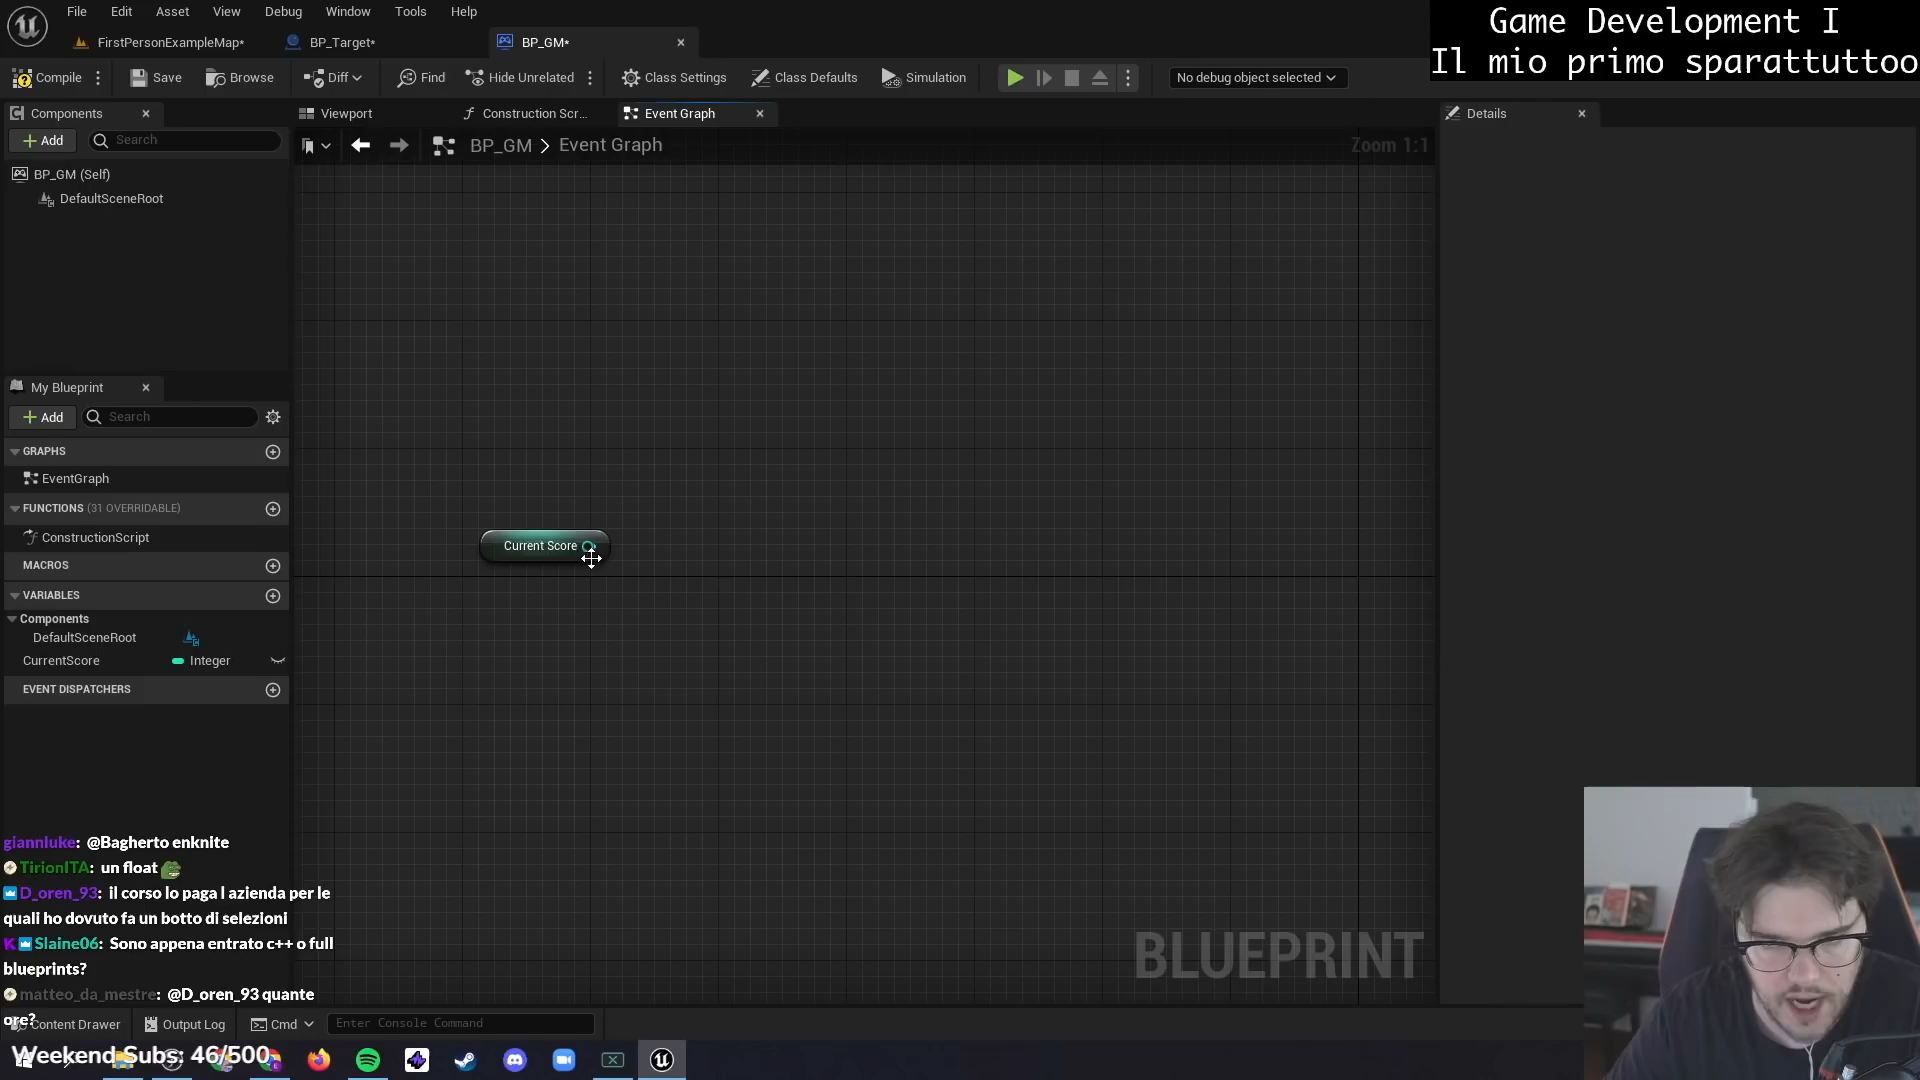 File Edit Asset View Debug Window Tools Help
Game Development I
Il mio primo sparattuttoo
FirstPersonExampleMap* BP_Target* BP_GM*
Compile Save Browse Diff Find Hide Unrelated Class Settings Class Defaults Simulation No debug object selected
Components Viewport Construction Scr... Event Graph Details
Add Search BP_GM > Event Graph Zoom 1:1
BP_GM (Self)
DefaultSceneRoot
My Blueprint
Add Search
GRAPHS
EventGraph
FUNCTIONS (31 OVERRIDABLE)
ConstructionScript
MACROS
VARIABLES
Components
DefaultSceneRoot
CurrentScore Integer
EVENT DISPATCHERS
Current Score
BLUEPRINT
giannluke: @Bagherto enknite
TirionITA: un float
D_oren_93: il corso lo paga l azienda per le
quali ho dovuto fa un botto di selezioni
Slaine06: Sono appena entrato c++ o full
blueprints?
matteo_da_mestre: @D_oren_93 quante
ore?
Content Drawer Output Log Cmd Enter Console Command
Weekend Subs: 46/500